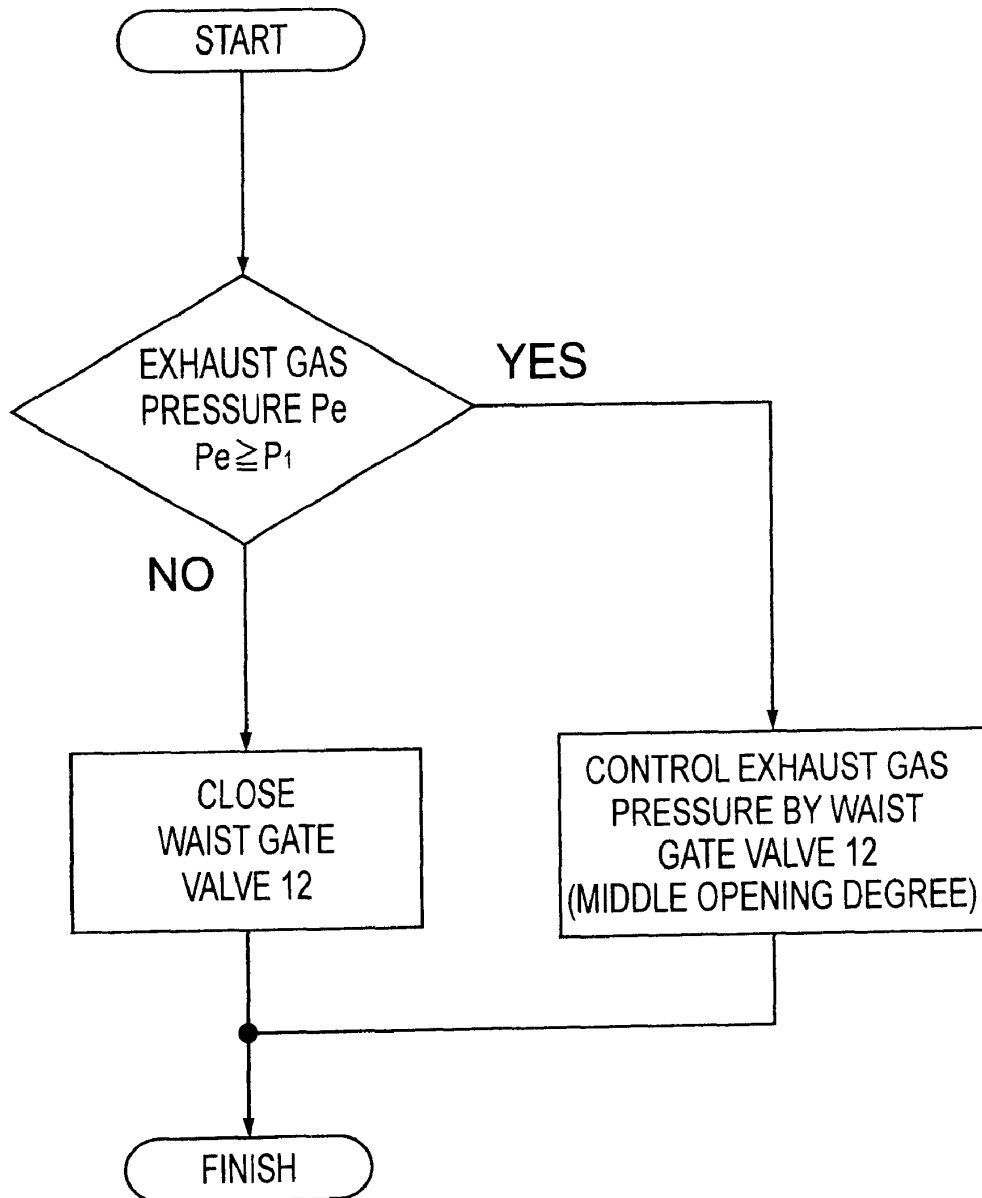 START
EXHAUST GAS
PRESSURE Pe
Pe≧P₁
YES
NO
CLOSE
WAIST GATE
VALVE 12
CONTROL EXHAUST GAS
PRESSURE BY WAIST
GATE VALVE 12
(MIDDLE OPENING DEGREE)
FINISH